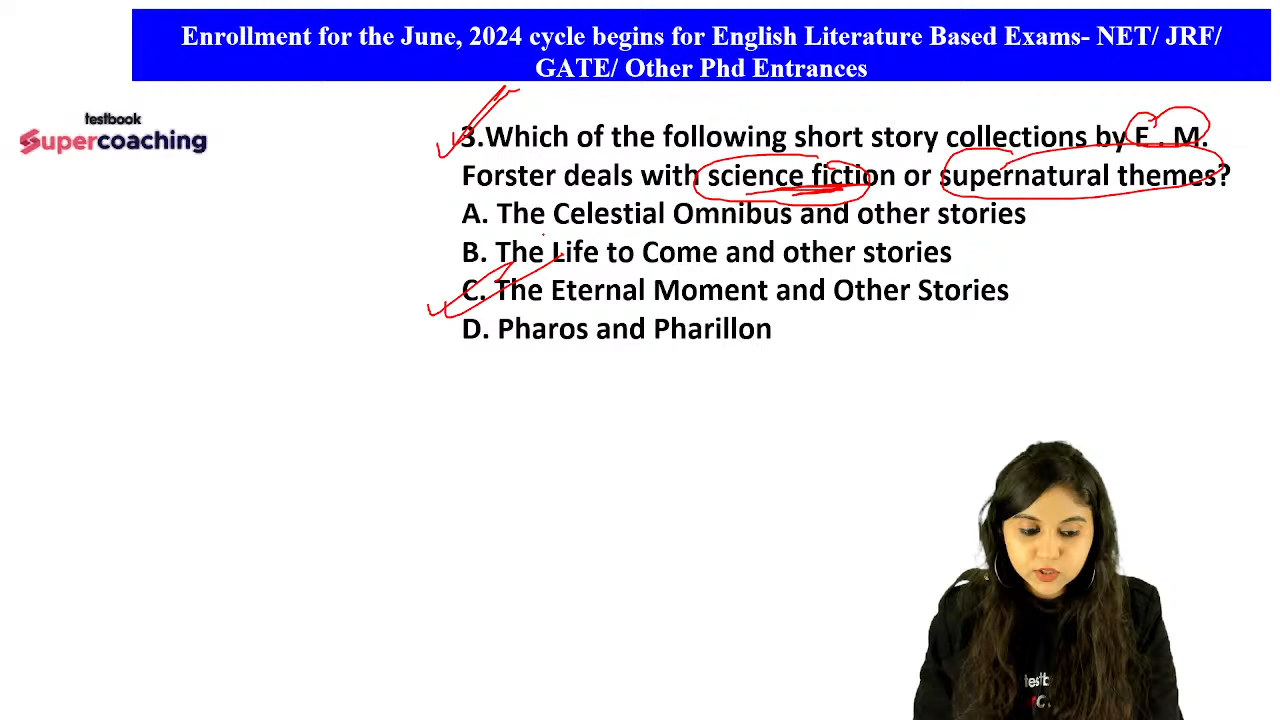 Enrollment for the June, 2024 cycle begins for English Literature Based Exams- NET/ JRF/
GATE/ Other Phd Entrances
testbook
Supercoaching
3.Which of the following short story collections by E . M.
Forster deals with science fiction or supernatural themes?
A. The Celestial Omnibus and other stories
B. The Life to Come and other stories
C. The Eternal Moment and Other Stories
D. Pharos and Pharillon